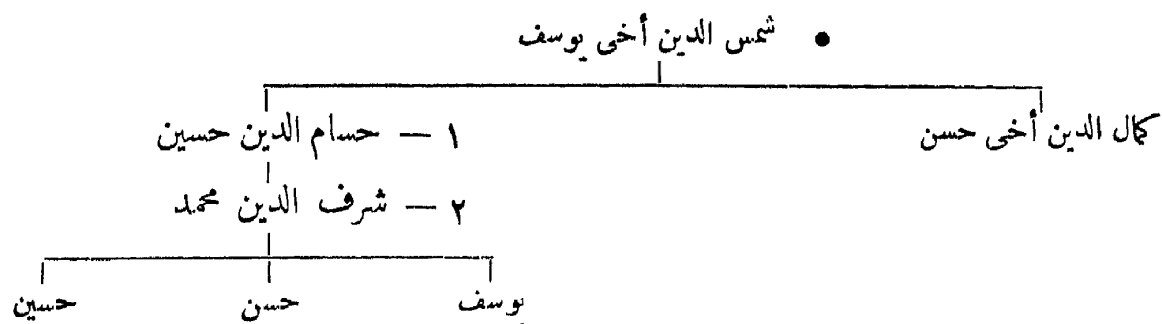 ● شمس الدين أخى يوسف
كمال الدين أخى حسن
١ — حسام الدين حسين
٢ — شرف الدين محمد
يوسف حسن حسين